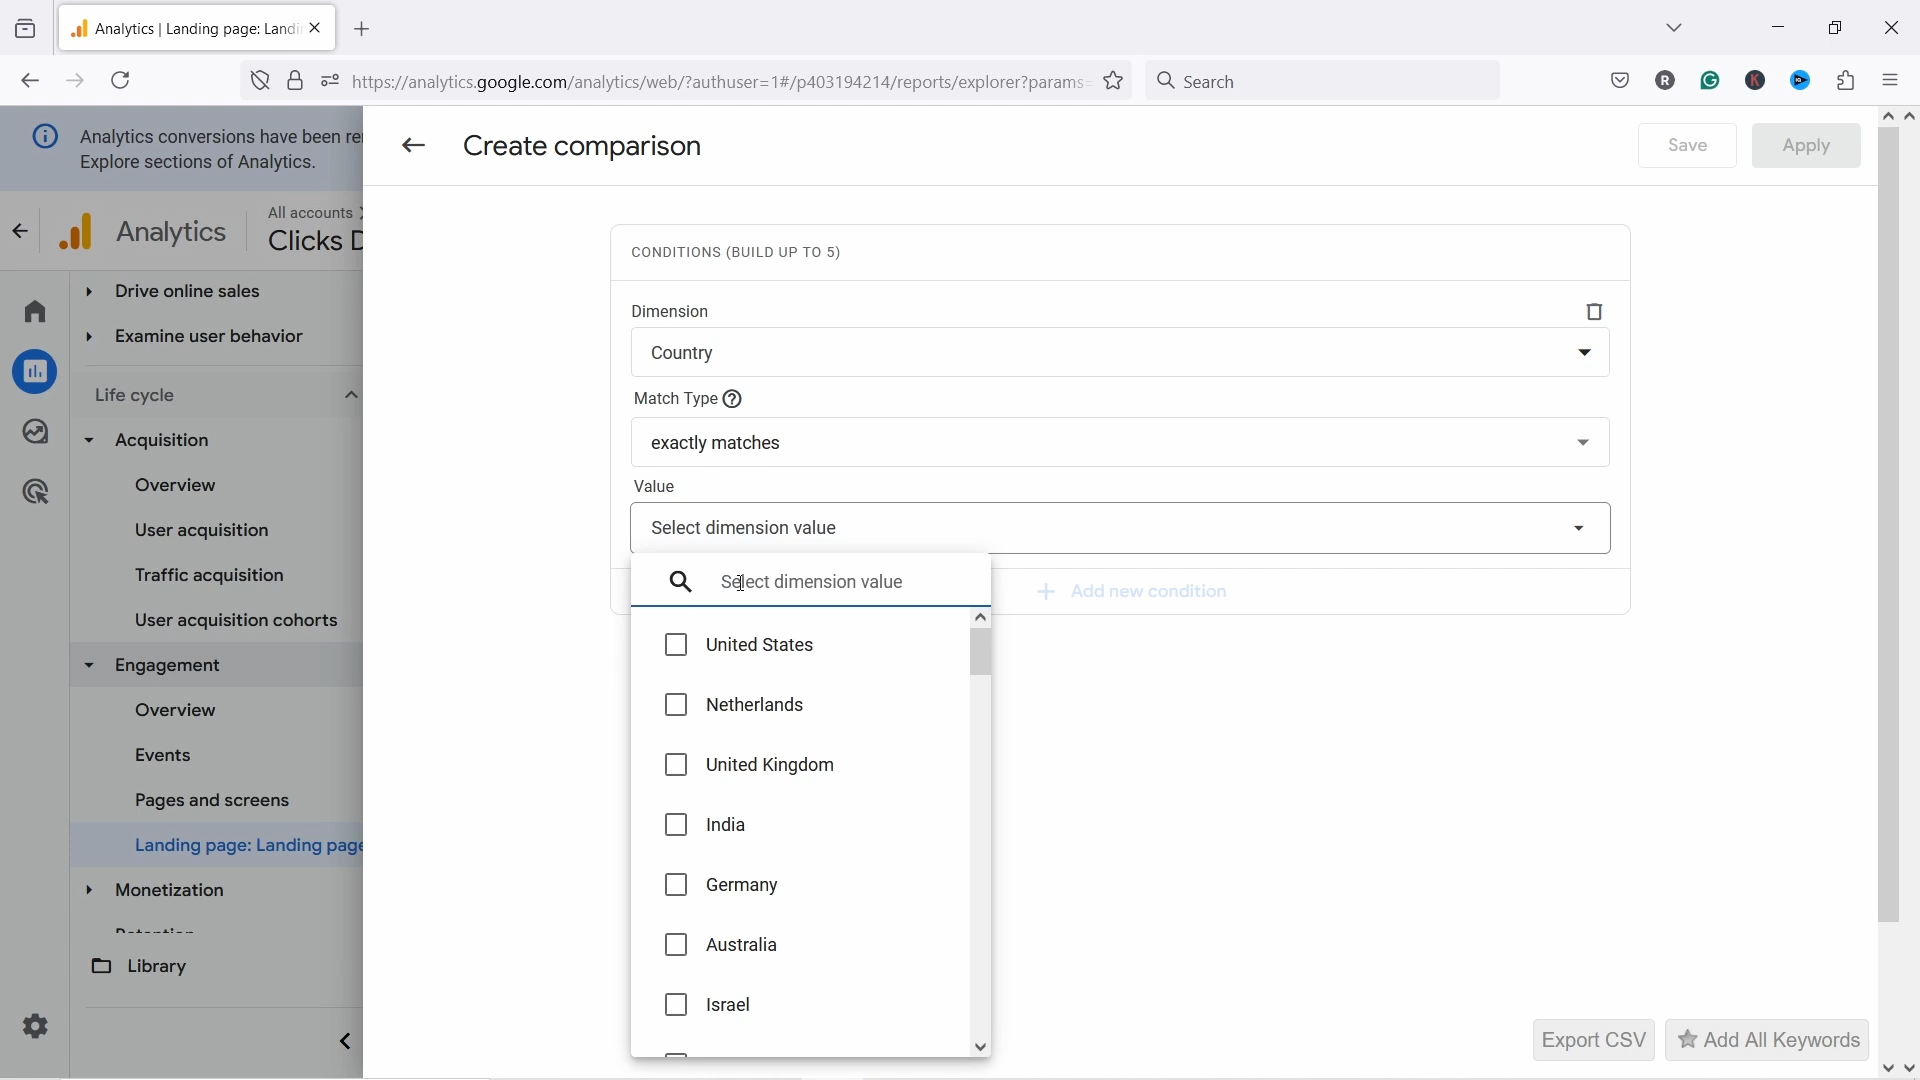 Analytics | Landing page: Landi
https://analytics.google.com/analytics/web/?authuser=1#/p403194214/reports/explorer?params=
Search
R
G
K
Analytics conversions have been re
Explore sections of Analytics.
Create comparison
Save
Apply
Analytics
All accounts
Clicks D
Drive online sales
Examine user behavior
Life cycle
Acquisition
Overview
User acquisition
Traffic acquisition
User acquisition cohorts
Engagement
Overview
Events
Pages and screens
Landing page: Landing page
Monetization
Retention
Library
CONDITIONS (BUILD UP TO 5)
Dimension
Country
Match Type
exactly matches
Value
Select dimension value
Select dimension value
Add new condition
United States
Netherlands
United Kingdom
India
Germany
Australia
Israel
Export CSV
Add All Keywords